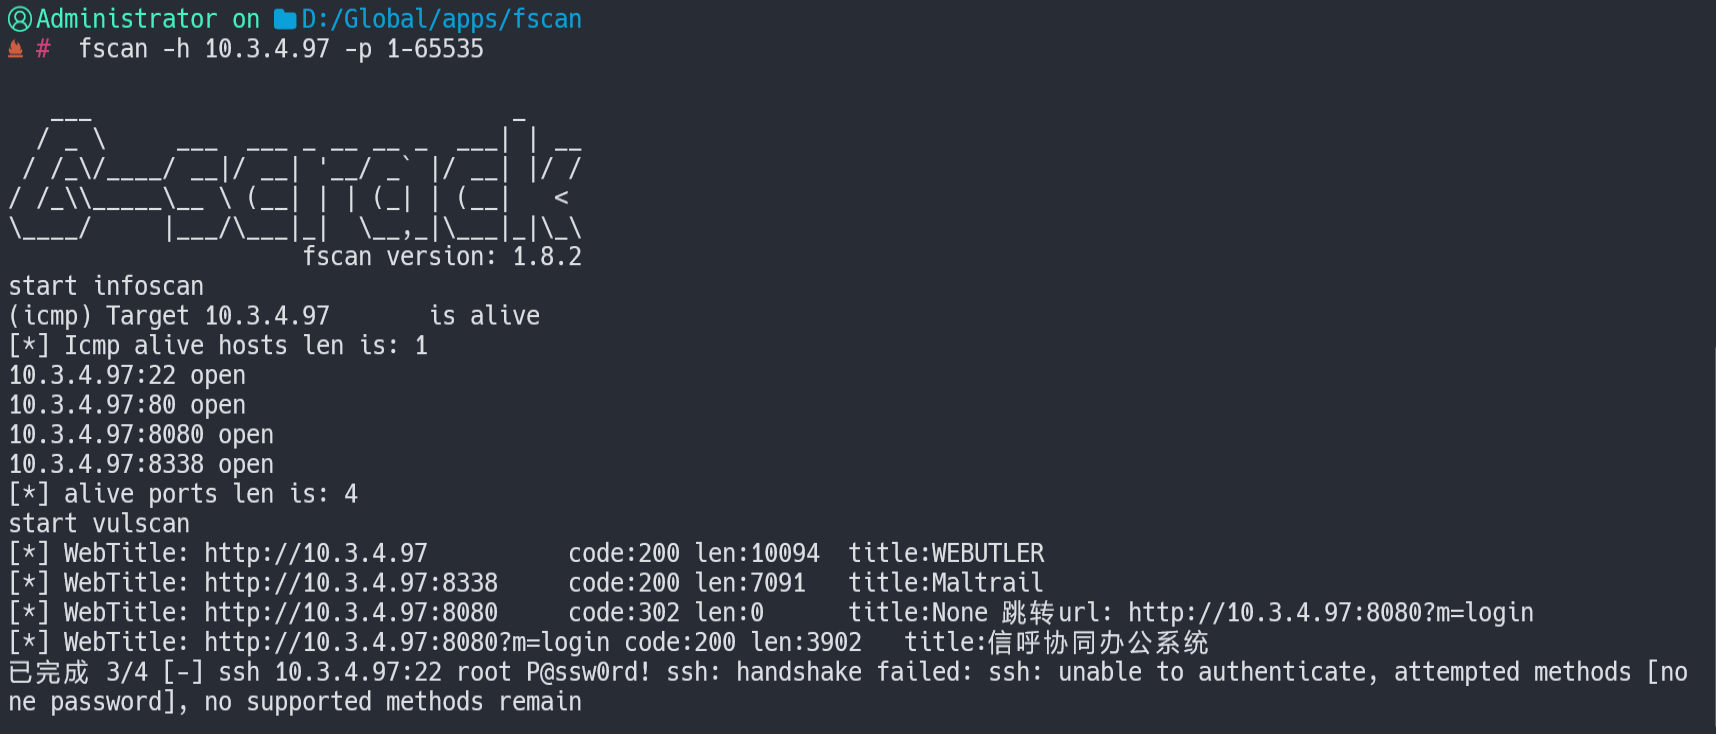 Administrator on D:/Global/apps/fscan
# fscan -h 10.3.4.97 -p 1-65535
   ___                              _
  / _ \     ___  ___ _ __ __ _  ___| | __
 / /_\/____/ __|/ __| '__/ _` |/ __| |/ /
/ /_\\_____\__ \ (__| | | (_| | (__|   <
\____/     |___/\___|_|  \__,_|\___|_|\_\
                     fscan version: 1.8.2
start infoscan
(icmp) Target 10.3.4.97       is alive
[*] Icmp alive hosts len is: 1
10.3.4.97:22 open
10.3.4.97:80 open
10.3.4.97:8080 open
10.3.4.97:8338 open
[*] alive ports len is: 4
start vulscan
[*] WebTitle: http://10.3.4.97          code:200 len:10094  title:WEBUTLER
[*] WebTitle: http://10.3.4.97:8338     code:200 len:7091   title:Maltrail
[*] WebTitle: http://10.3.4.97:8080     code:302 len:0      title:None 跳转url: http://10.3.4.97:8080?m=login
[*] WebTitle: http://10.3.4.97:8080?m=login code:200 len:3902   title:信呼协同办公系统
已完成 3/4 [-] ssh 10.3.4.97:22 root P@ssw0rd! ssh: handshake failed: ssh: unable to authenticate, attempted methods [no
ne password], no supported methods remain